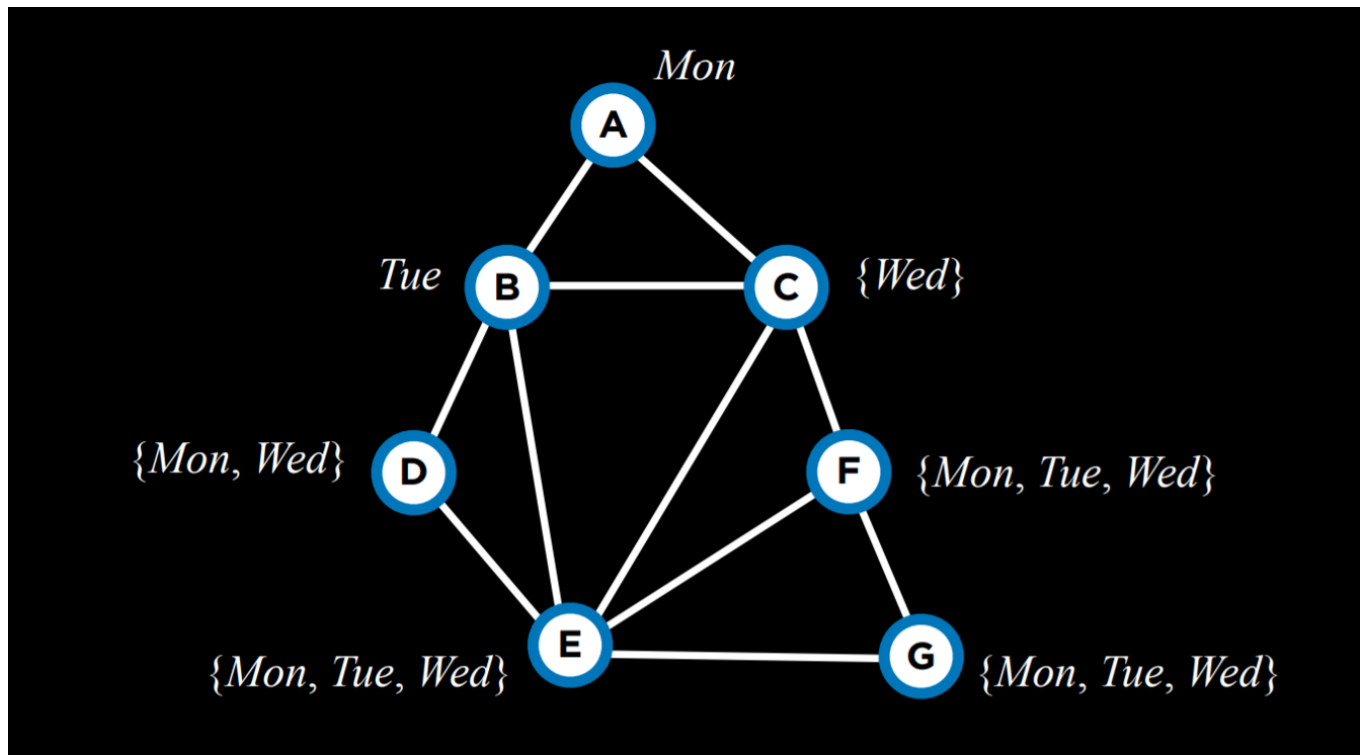 Mon
A
Tue
B
C
{Wed}
{Mon, Wed}
D
F
{Mon, Tue, Wed}
{Mon, Tue, Wed}
E
G
{Mon, Tue, Wed}